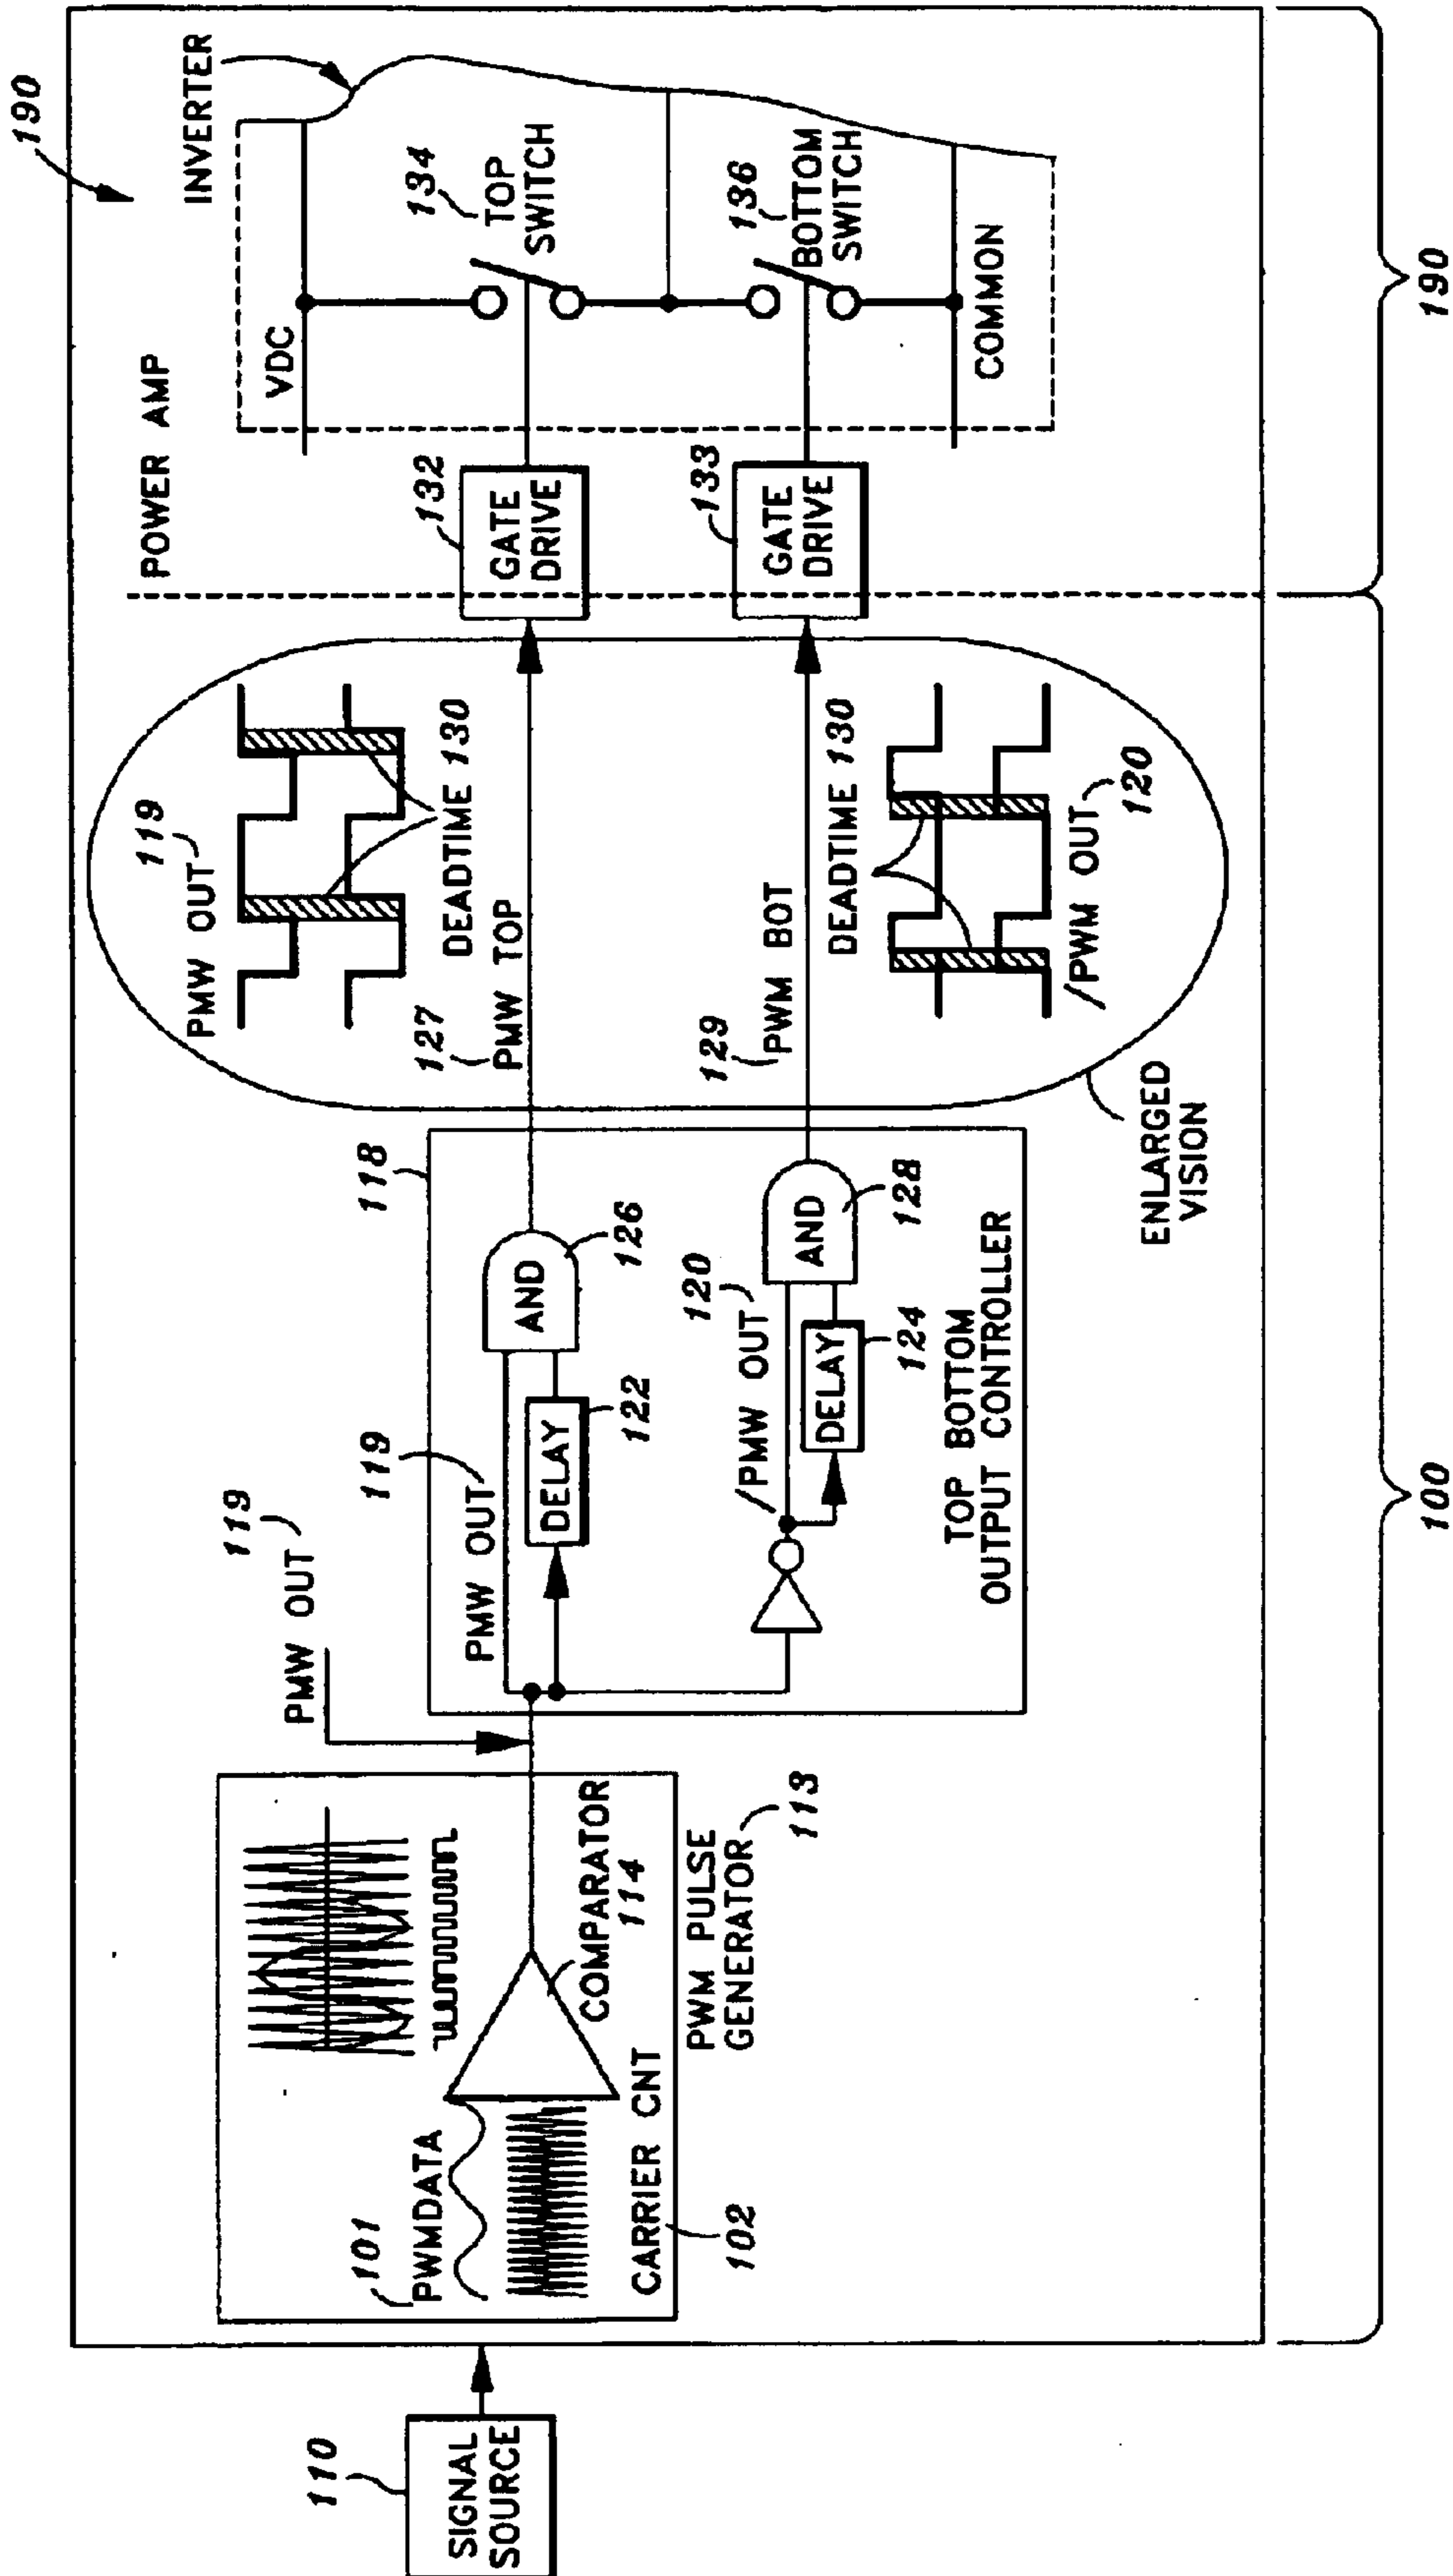 190
POWER AMP
INVERTER
VDC
134
TOP
SWITCH
136
BOTTOM
SWITCH
COMMON
132
GATE
DRIVE
133
GATE
DRIVE
PMW OUT
119
DEADTIME 130
127
PMW TOP
129
PWM BOT
DEADTIME 130
/PWM OUT
120
ENLARGED
VISION
118
PMW OUT
119
119
PMW OUT
DELAY
122
AND
126
/PMW OUT
120
DELAY
124
AND
128
TOP BOTTOM
OUTPUT CONTROLLER
101
PWMDATA
CARRIER CNT
102
COMPARATOR
114
PWM PULSE
GENERATOR
113
110
SIGNAL
SOURCE
100
190